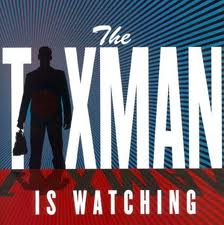 The
TAXMAN
IS WATCHING